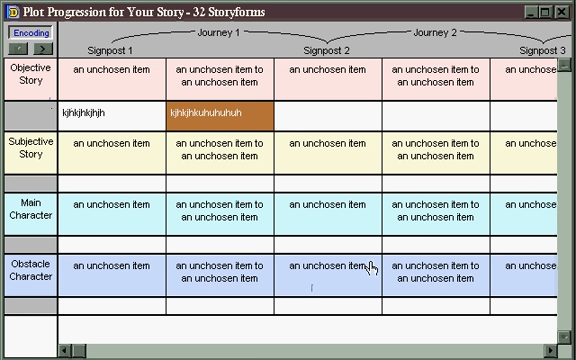 Plot Progression for Your Story - 32 Storyforms
Encoding
Journey 1
Journey 2
Signpost 1
Signpost 2
Signpost 3
Objective
Story
an unchosen item
an unchosen item to
an unchosen item
an unchosen item
an unchosen item to
an unchosen item
an unchose
kjhkjhkjhjh
kjhkjhkuhuhuhuh
Subjective
Story
an unchosen item
an unchosen item to
an unchosen item
an unchosen item
an unchosen item to
an unchosen item
an unchose
Main
Character
an unchosen item
an unchosen item to
an unchosen item
an unchosen item
an unchosen item to
an unchosen item
an unchose
Obstacle
Character
an unchosen item
an unchosen item to
an unchosen item
an unchosen item
an unchosen item to
an unchosen item
an unchose